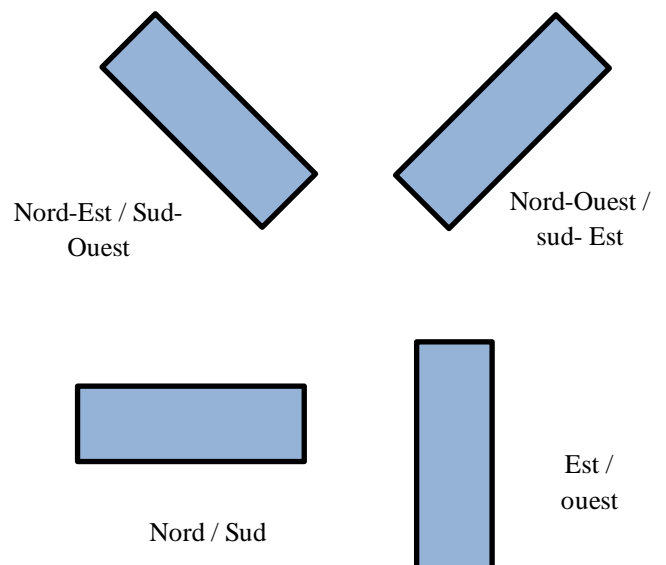 Nord-Est / Sud-
Ouest
Nord-Ouest /
sud- Est
Nord / Sud
Est /
ouest